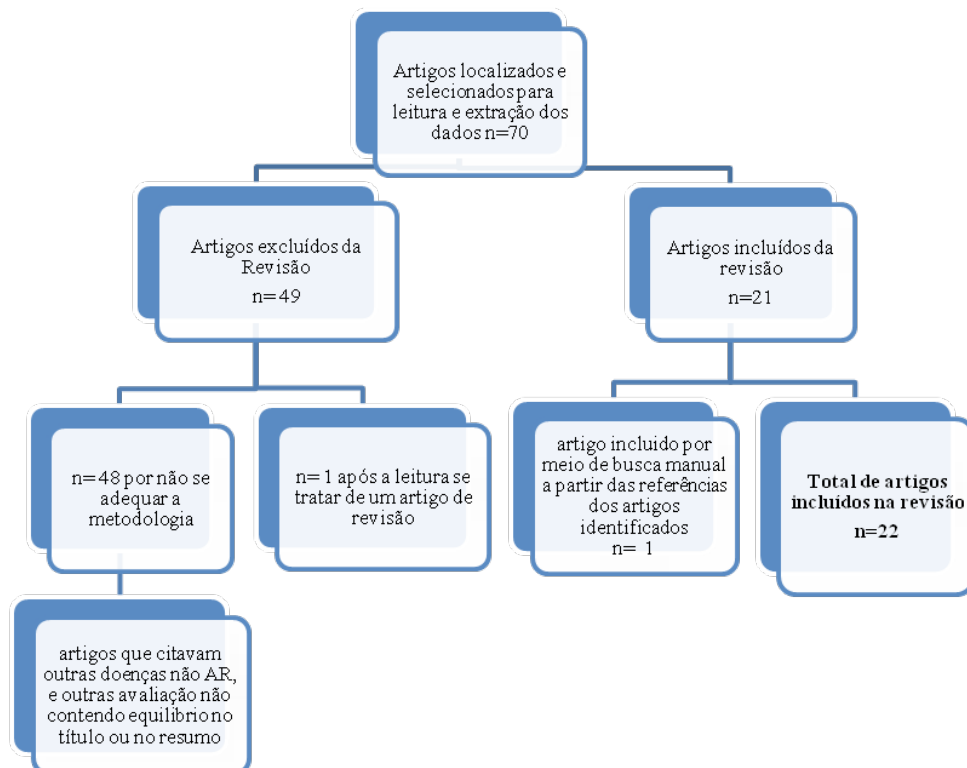 Artigos localizados e
selecionados para
leitura e extração dos
dados n=70
Artigos excluídos da
Revisão
n= 49
Artigos incluídos da
revisão
n=21
n= 48 por não se
adequar a
metodologia
n= 1 após a leitura se
tratar de um artigo de
revisão
artigo incluido por
meio de busca manual
a partir das referências
dos artigos
identificados
n= 1
Total de artigos
incluídos na revisão
n=22
artigos que citavam
outras doenças não AR,
e outras avaliação não
contendo equilibrio no
título ou no resumo